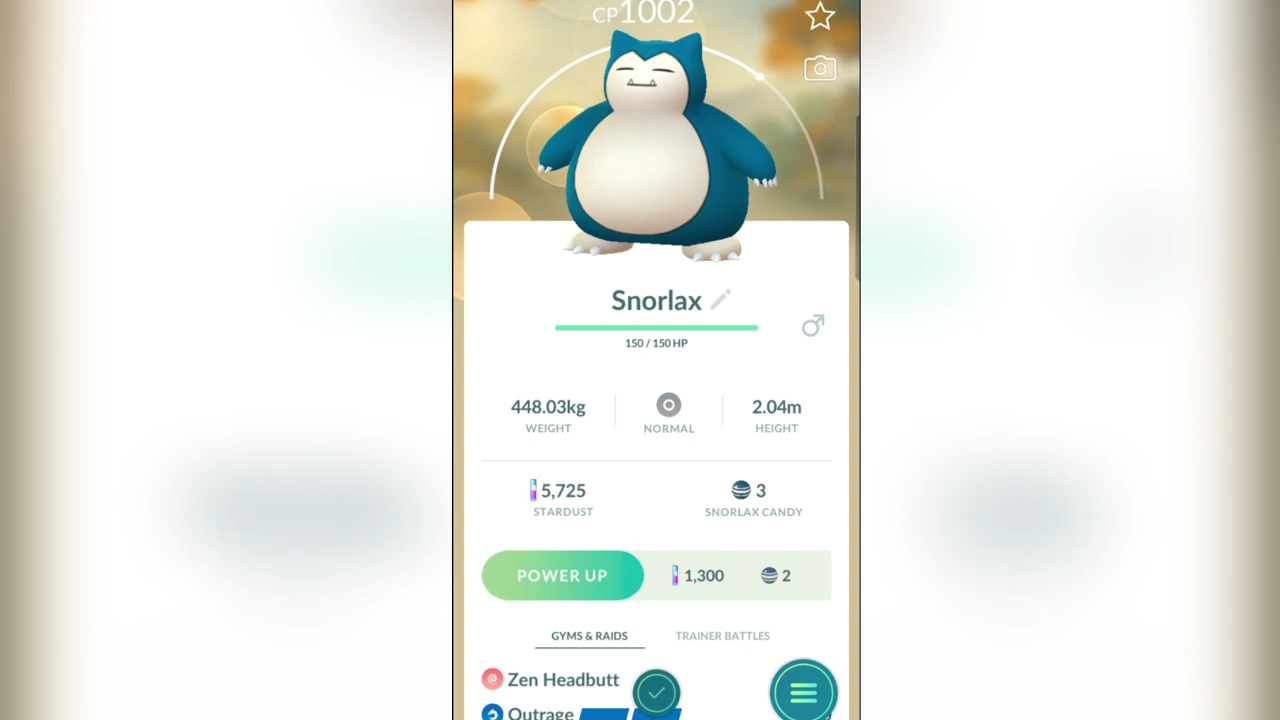 CP1002
Snorlax
150 / 150 HP
448.03kg
WEIGHT
NORMAL
2.04m
HEIGHT
5,725
STARDUST
3
SNORLAX CANDY
POWER UP
1,300
2
GYMS & RAIDS
TRAINER BATTLES
Zen Headbutt
Outrage